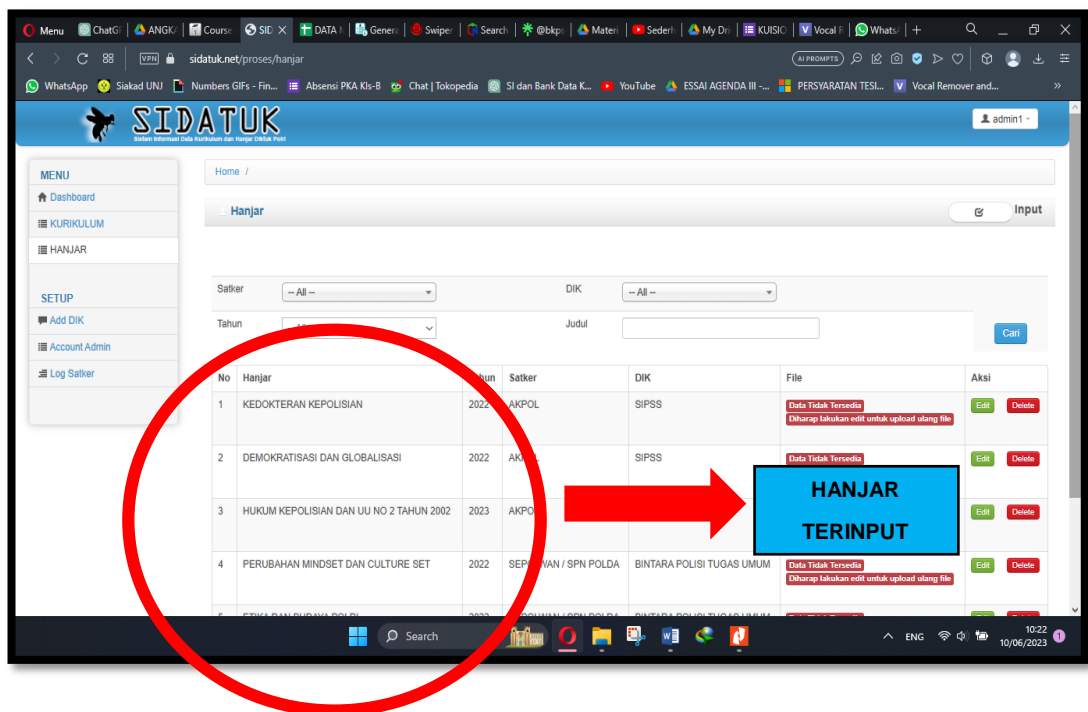 Menu ChatGI ANGKA Course SID DATA Genera Swiper Search @bkps Materi Sederh My Dri KUISIO Vocal Whats/
VPN sidatuk.net/proses/hanjar AI PROMPTS
WhatsApp Siakad UNJ Numbers GIFs - Fin... Absensi PKA Kls-B Chat | Tokopedia SI dan Bank Data K... YouTube ESSAI AGENDA III -... PERSYARATAN TESI... Vocal Remover and... »
SIDATUK
Sistem Informasi Data Kurikulum dan Hanjar Diktuk Polri
admin1
MENU
Dashboard
KURIKULUM
HANJAR
SETUP
Add DIK
Account Admin
Log Satker
Home /
Hanjar Input
Satker -- All -- DIK -- All --
Tahun Judul
Cari
No Hanjar Satker DIK File Aksi
1 KEDOKTERAN KEPOLISIAN 2022 AKPOL SIPSS Data Tidak Tersedia Edit Delete
Diharap lakukan edit untuk upload ulang file
2 DEMOKRATISASI DAN GLOBALISASI 2022 SIPSS Data Tidak Tersedia Edit Delete
3 HUKUM KEPOLISIAN DAN UU NO 2 TAHUN 2002 2023 Edit Delete
4 PERUBAHAN MINDSET DAN CULTURE SET 2022 / SPN POLDA BINTARA POLISI TUGAS UMUM Data Tidak Tersedia Edit Delete
Diharap lakukan edit untuk upload ulang file
HANJAR
TERINPUT
Search
ENG 10:22
10/06/2023 1